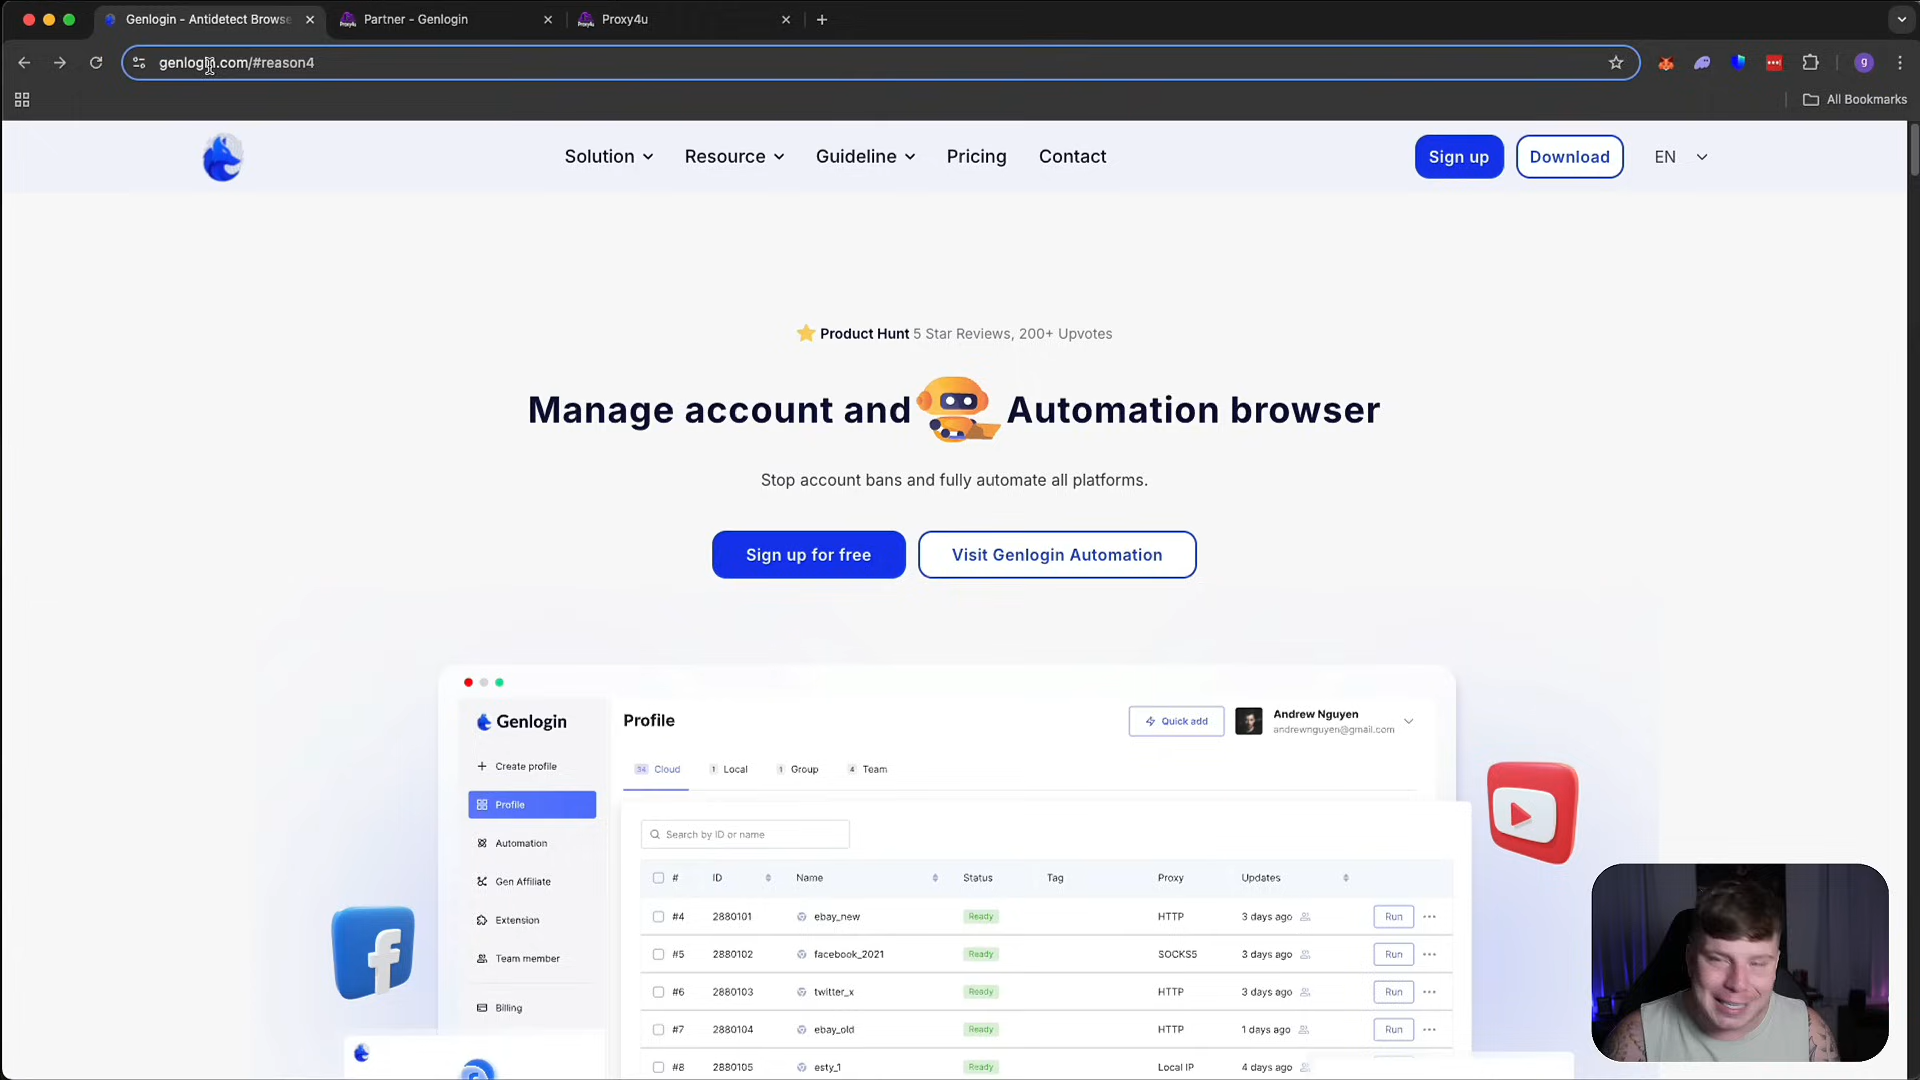 Genlogin - Antidetect Browse
Partner - Genlogin
Proxy4u
genlogin.com/#reason4
All Bookmarks
Solution
Resource
Guideline
Pricing
Contact
Sign up
Download
EN
Product Hunt 5 Star Reviews, 200+ Upvotes
Manage account and Automation browser
Stop account bans and fully automate all platforms.
Sign up for free
Visit Genlogin Automation
Genlogin
Create profile
Profile
Automation
Gen Affiliate
Extension
Team member
Billing
Profile
Quick add
Andrew Nguyen
andrewnguyen@gmail.com
34 Cloud
1 Local
1 Group
4 Team
Search by ID or name
# ID Name Status Tag Proxy Updates
#4 2880101 ebay_new Ready HTTP 3 days ago Run
#5 2880102 facebook_2021 Ready SOCKS5 3 days ago Run
#6 2880103 twitter_x Ready HTTP 3 days ago Run
#7 2880104 ebay_old Ready HTTP 1 days ago Run
#8 2880105 esty_1 Ready Local IP 4 days ago Run